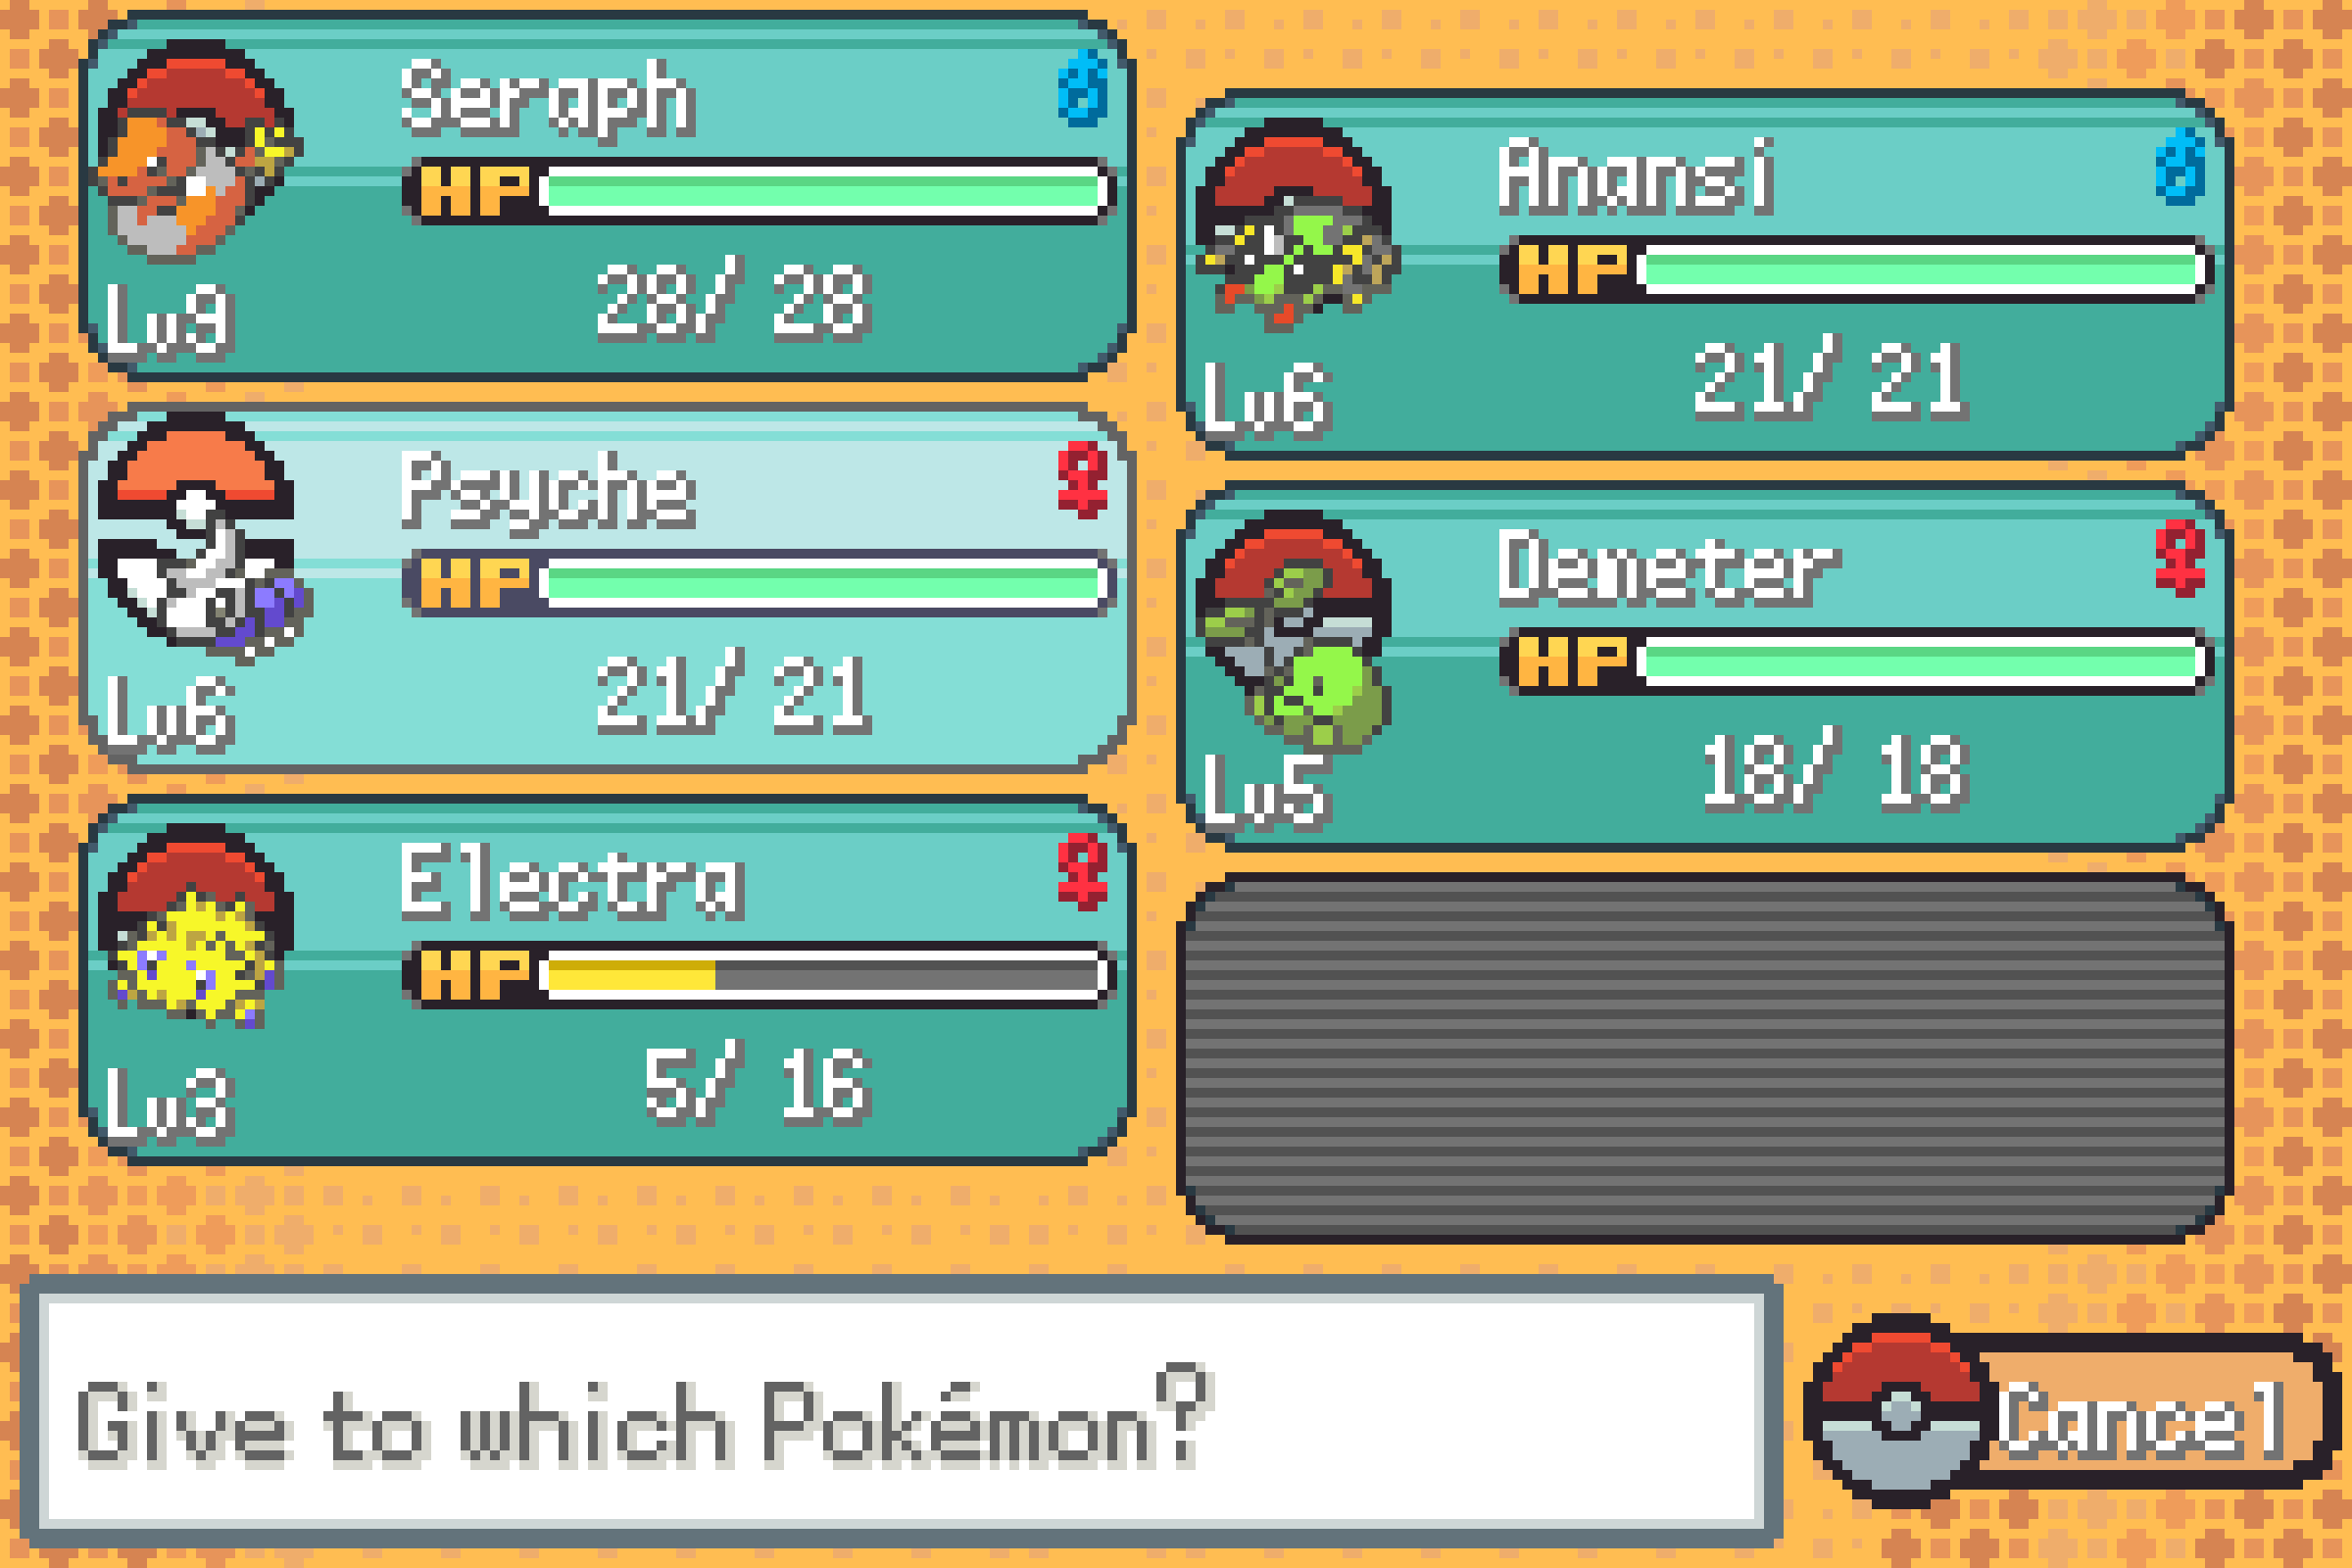 Seraph ♂
HP
28/ 28
Lv9
Psyche ♀
HP
21/ 21
Lv6
Electra ♀
HP
5/ 16
Lv3
Anansi ♂
HP
21/ 21
Lv6
Demeter ♀
HP
18/ 18
Lv5
Give to which Pokémon?
Cancel